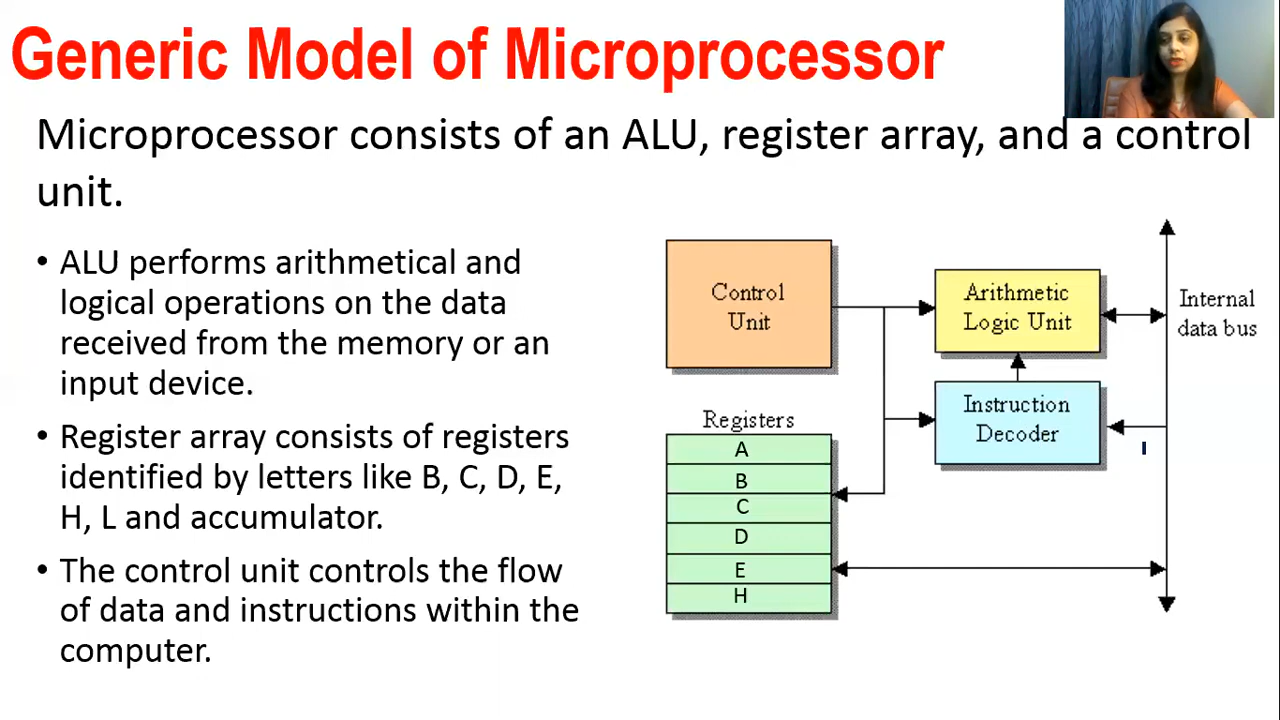 Generic Model of Microprocessor
Microprocessor consists of an ALU, register array, and a control
unit.
• ALU performs arithmetical and
logical operations on the data
received from the memory or an
input device.
• Register array consists of registers
identified by letters like B, C, D, E,
H, L and accumulator.
• The control unit controls the flow
of data and instructions within the
computer.
Control
Unit
Arithmetic
Logic Unit
Internal
data bus
Instruction
Decoder
Registers
A
B
C
D
E
H